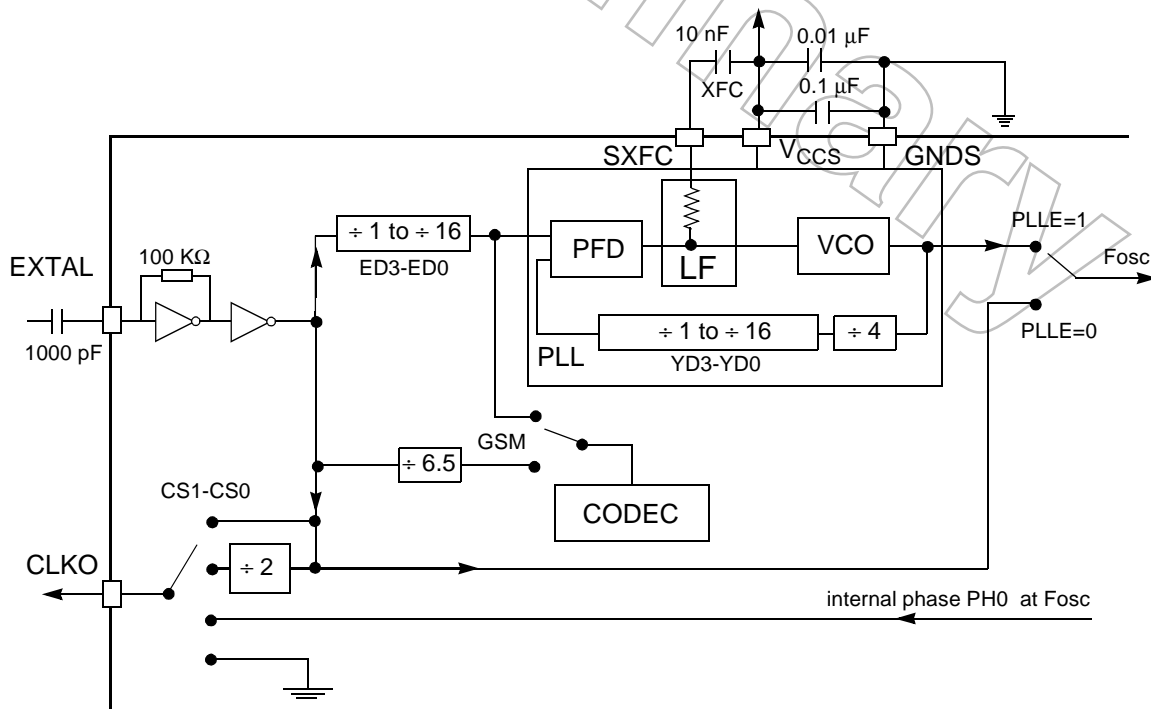 10 nF
0.01 µF
XFC
0.1 µF
SXFC
VCCS
GNDS
÷ 1 to ÷ 16
ED3-ED0
PFD
LF
VCO
PLLE=1
Fosc
EXTAL
100 KΩ
1000 pF
÷ 1 to ÷ 16
÷ 4
PLL
YD3-YD0
PLLE=0
GSM
÷ 6.5
CODEC
CS1-CS0
CLKO
÷ 2
internal phase PH0 at Fosc
mary